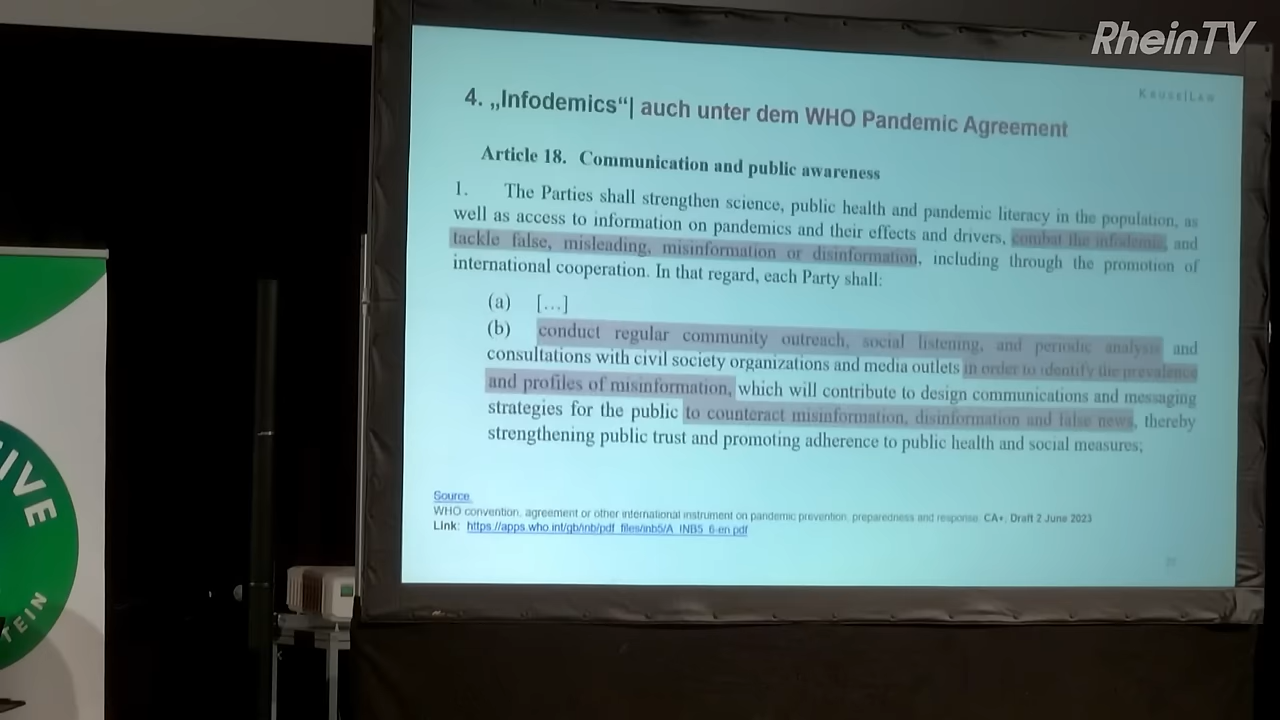 RheinTV
KAUSE|LAW
4. „Infodemics“| auch unter dem WHO Pandemic Agreement
Article 18. Communication and public awareness
1. The Parties shall strengthen science, public health and pandemic literacy in the population, as
well as access to information on pandemics and their effects and drivers, combat the infodemic, and
tackle false, misleading, misinformation or disinformation, including through the promotion of
international cooperation. In that regard, each Party shall:
(a) [...]
(b) conduct regular community outreach, social listening, and periodic analysis and
consultations with civil society organizations and media outlets in order to identify the prevalence
and profiles of misinformation, which will contribute to design communications and messaging
strategies for the public to counteract misinformation, disinformation and false news, thereby
strengthening public trust and promoting adherence to public health and social measures;
Source
WHO convention, agreement or other international instrument on pandemic prevention, preparedness and response CA+, Draft 2 June 2023
Link: https://apps.who.int/gb/inb/pdf_files/inb5/A_INB5_6-en.pdf
IVE
TEIN